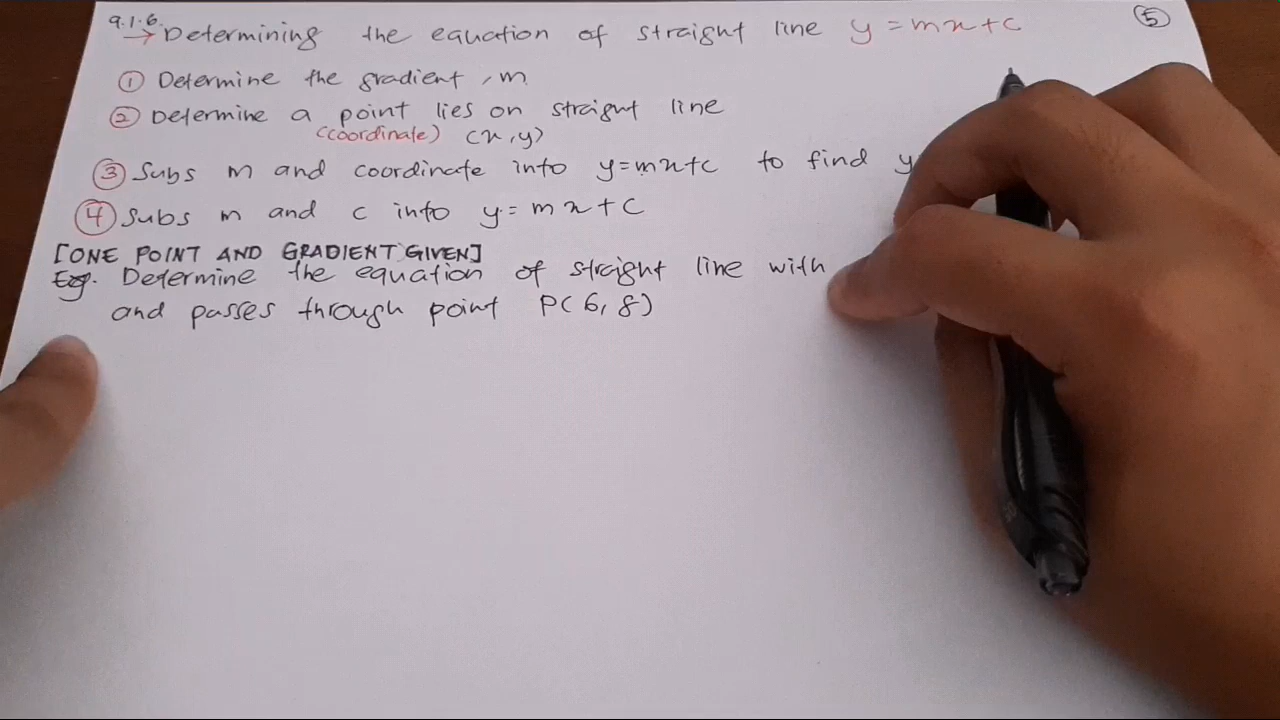 9.1.6. → Determining the equation of straight line y = mx + c
⑤
① Determine the gradient, m
② Determine a point lies on straight line
(coordinate) (x, y)
③ Subs m and coordinate into y=mx+c to find y
④ Subs m and c into y = mx + c
[ONE POINT AND GRADIENT GIVEN]
Eg. Determine the equation of straight line with
and passes through point P(6, 8)